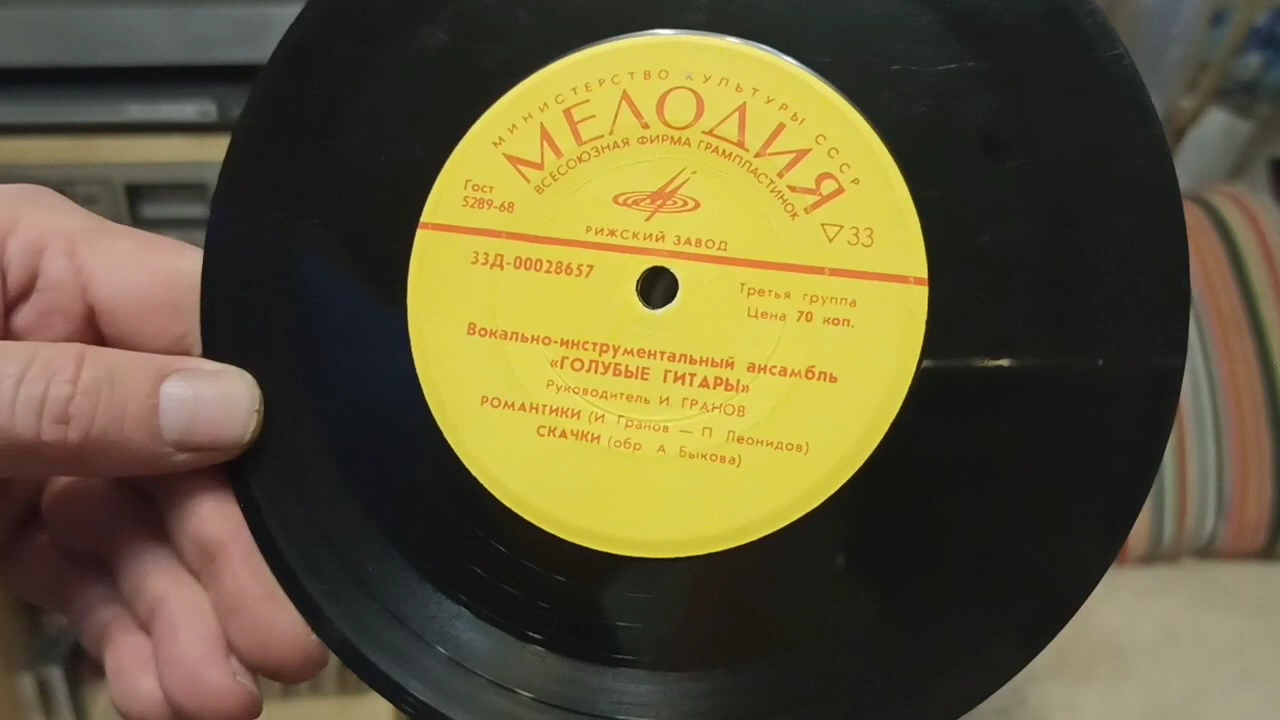 МИНИСТЕРСТВО КУЛЬТУРЫ СССР
МЕЛОДИЯ
ВСЕСОЮЗНАЯ ФИРМА ГРАМПЛАСТИНОК
Гост
5289-68
РИЖСКИЙ ЗАВОД
33
33Д-00028657
Третья группа
Цена 70 коп.
Вокально-инструментальный ансамбль
«ГОЛУБЫЕ ГИТАРЫ»
Руководитель И. ГРАНОВ
РОМАНТИКИ (И. Гранов — П. Леонидов)
СКАЧКИ (обр. А. Быкова)